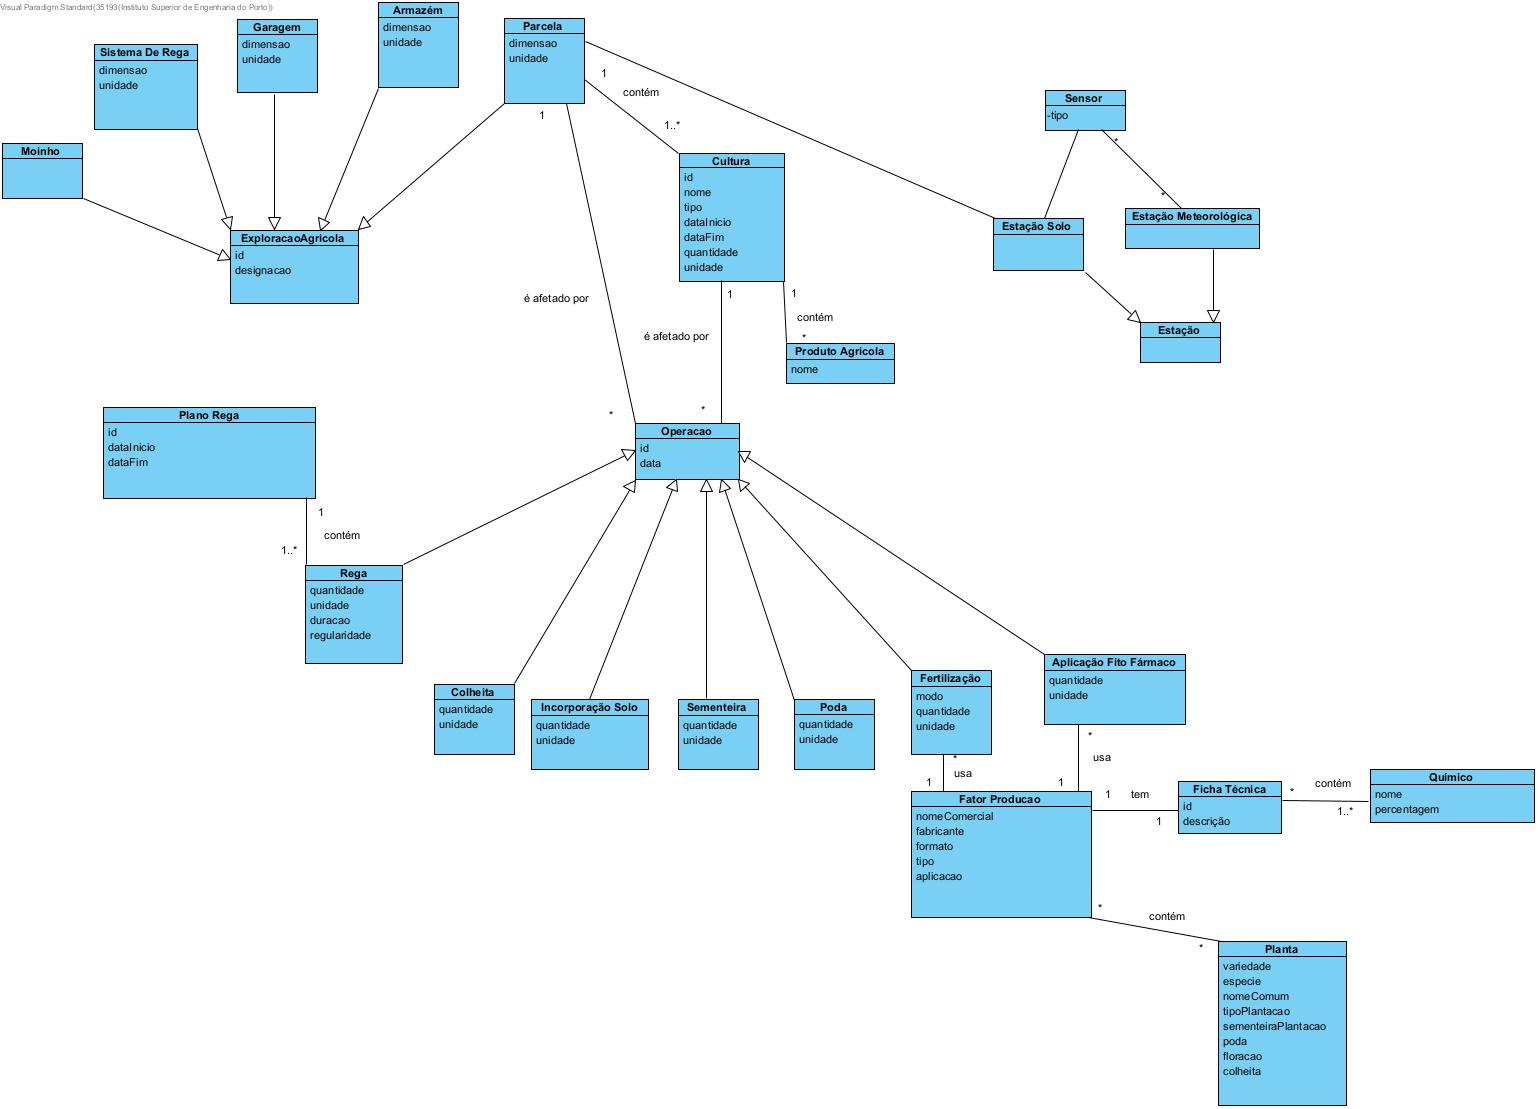 Visual Paradigm Standard(35193(Instituto Superior de Engenharia do Porto))
Armazém
dimensao
unidade
Garagem
dimensao
unidade
Parcela
dimensao
unidade
Sistema De Rega
dimensao
unidade
Moinho
ExploracaoAgricola
id
designacao
1
contém
1..*
1
Cultura
id
nome
tipo
dataInicio
dataFim
quantidade
unidade
Sensor
-tipo
*
*
Estação Solo
Estação Meteorológica
Estação
é afetado por
*
1
é afetado por
*
1
contém
*
Produto Agricola
nome
Plano Rega
id
dataInicio
dataFim
1
contém
1..*
Operacao
id
data
Rega
quantidade
unidade
duracao
regularidade
Colheita
quantidade
unidade
Incorporação Solo
quantidade
unidade
Sementeira
quantidade
unidade
Poda
quantidade
unidade
Fertilização
modo
quantidade
unidade
Aplicação Fito Fármaco
quantidade
unidade
*
usa
1
*
usa
1
Fator Producao
nomeComercial
fabricante
formato
tipo
aplicacao
1
tem
1
Ficha Técnica
id
descrição
*
contém
1..*
Químico
nome
percentagem
*
contém
*
Planta
variedade
especie
nomeComum
tipoPlantacao
sementeiraPlantacao
poda
floracao
colheita